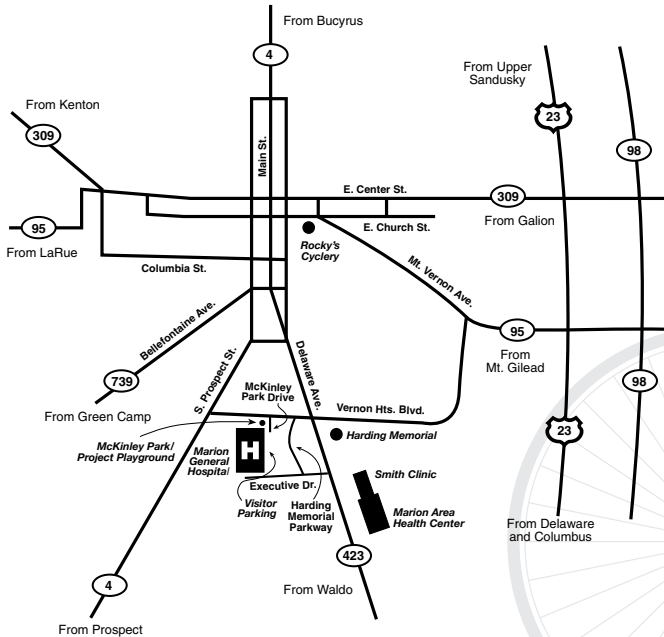 From Bucyrus
4
From Upper
Sandusky
From Kenton
23
309
98
Main St.
E. Center St.
309
From Galion
95
E. Church St.
From LaRue
Rocky's
Cyclery
Columbia St.
Mt. Vernon Ave.
Bellefontaine Ave.
95
From
Mt. Gilead
S. Prospect St.
Delaware Ave.
739
McKinley
Park Drive
98
From Green Camp
Vernon Hts. Blvd.
McKinley Park/
Project Playground
Marion
General
Hospital
H
Harding Memorial
23
Smith Clinic
Executive Dr.
Visitor
Parking
Harding
Memorial
Parkway
Marion Area
Health Center
From Delaware
and Columbus
423
4
From Waldo
From Prospect